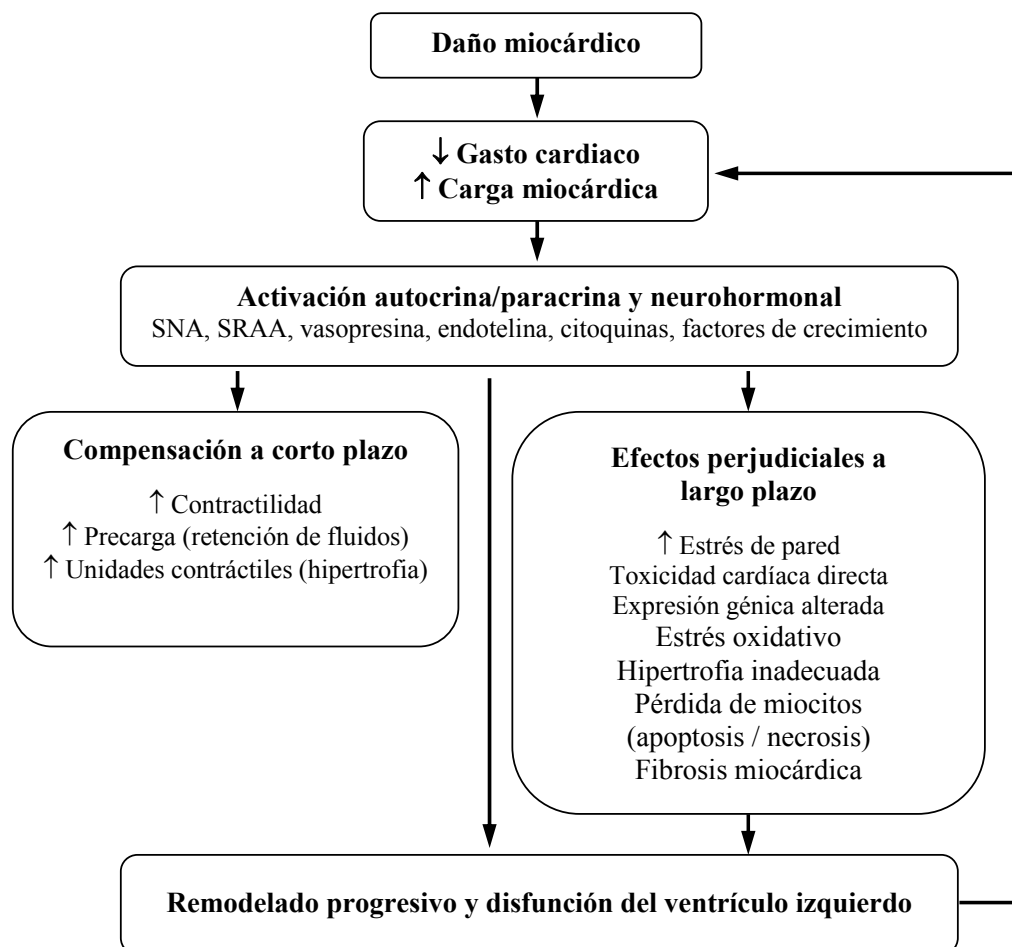 Daño miocárdico
↓ Gasto cardiaco
↑ Carga miocárdica
Activación autocrina/paracrina y neurohormonal
SNA, SRAA, vasopresina, endotelina, citoquinas, factores de crecimiento
Compensación a corto plazo
↑ Contractilidad
↑ Precarga (retención de fluidos)
↑ Unidades contráctiles (hipertrofia)
Efectos perjudiciales a
largo plazo
↑ Estrés de pared
Toxicidad cardíaca directa
Expresión génica alterada
Estrés oxidativo
Hipertrofia inadecuada
Pérdida de miocitos
(apoptosis / necrosis)
Fibrosis miocárdica
Remodelado progresivo y disfunción del ventrículo izquierdo